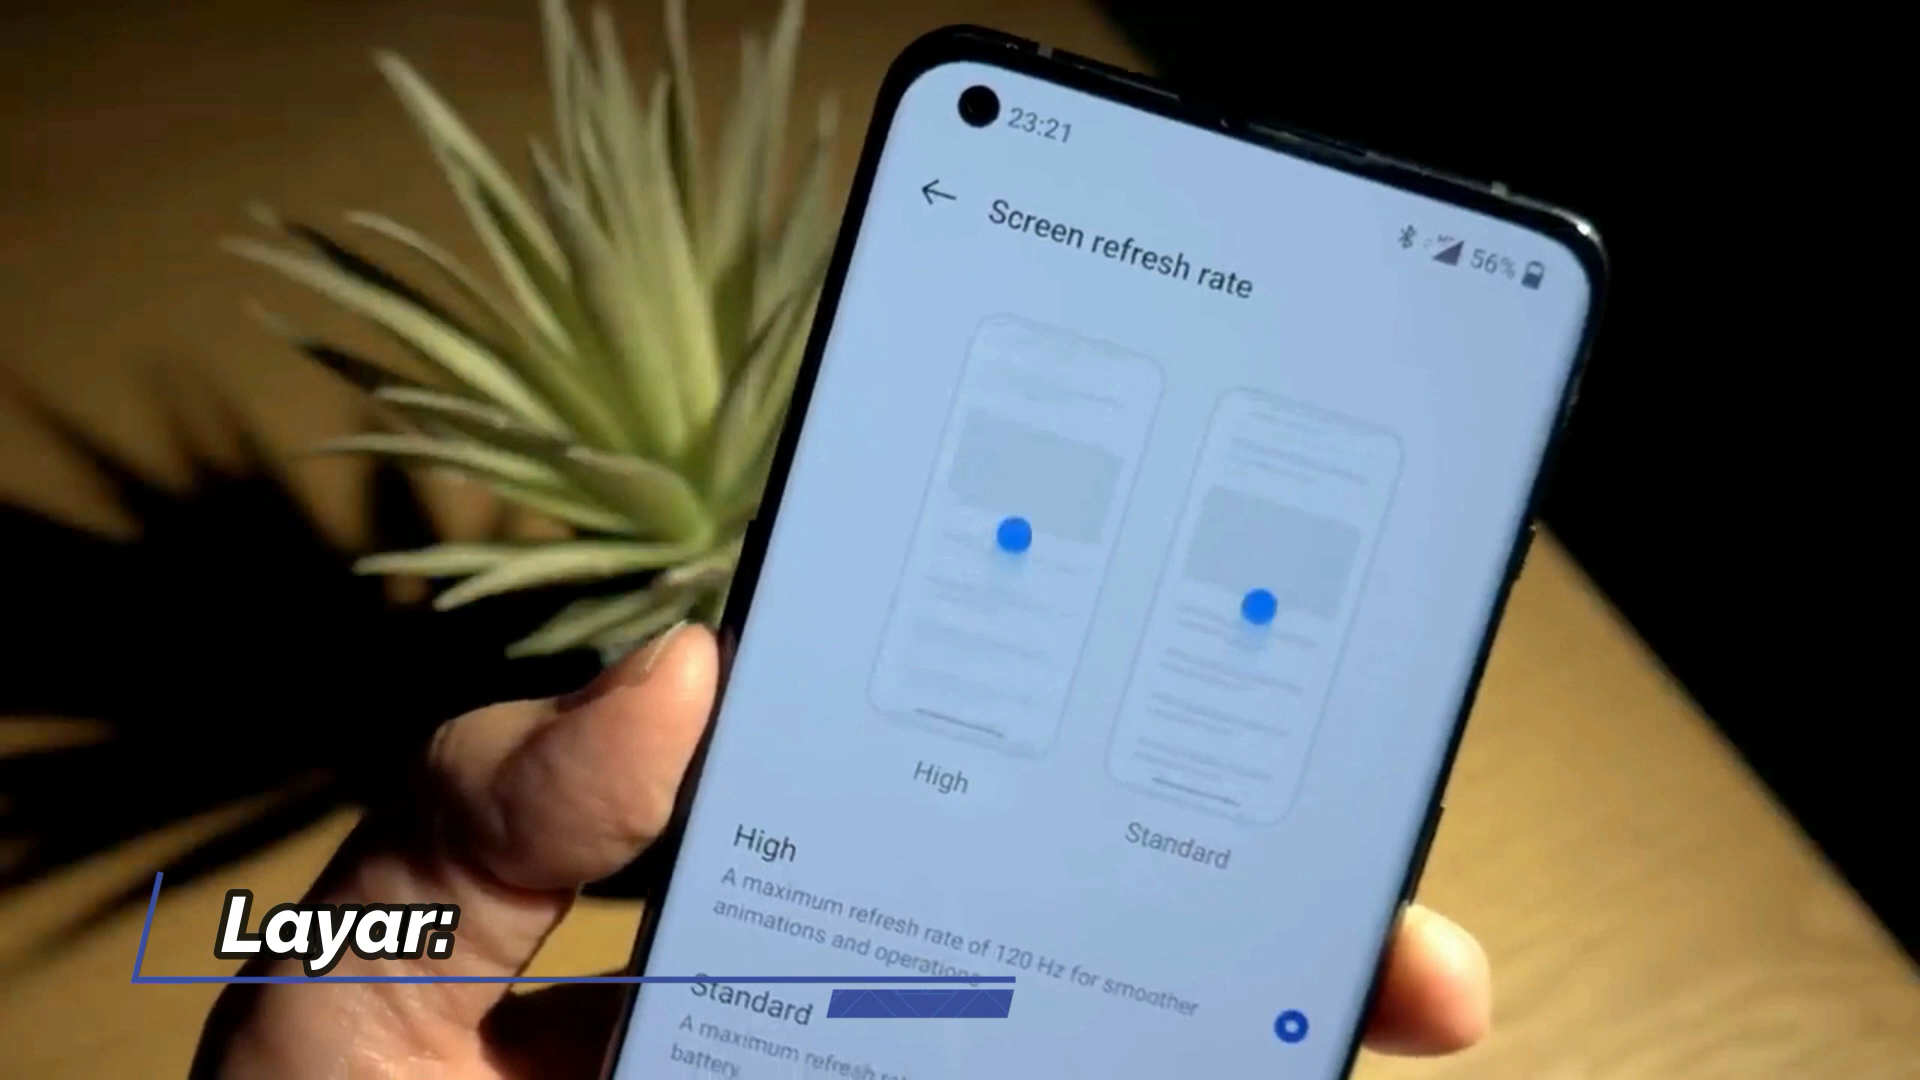 23:21
56%
Screen refresh rate
High
Standard
High
A maximum refresh rate of 120 Hz for smoother
animations and operations
Standard
A maximum refresh
battery.
Layar: